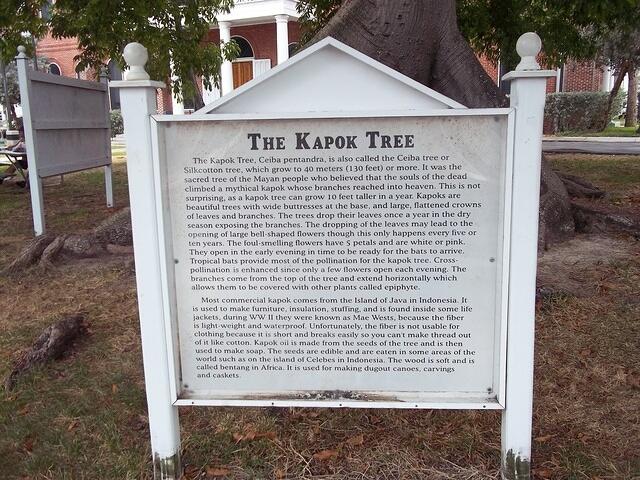 THE KAPOK TREE
The Kapok Tree, Ceiba pentandra, is also called the Ceiba tree or
Silkcotton tree, which grow to 40 meters (130 feet) or more. It was the
sacred tree of the Mayan people who believed that the souls of the dead
climbed a mythical kapok whose branches reached into heaven. This is not
surprising, as a kapok tree can grow 10 feet taller in a year. Kapoks are
beautiful trees with wide buttresses at the base, and large, flattened crowns
of leaves and branches. The trees drop their leaves once a year in the dry
season exposing the branches. The dropping of the leaves may lead to the
opening of large bell-shaped flowers though this only happens every five or
ten years. The foul-smelling flowers have 5 petals and are white or pink.
They open in the early evening in time to be ready for the bats to arrive.
Tropical bats provide most of the pollination for the kapok tree. Cross-
pollination is enhanced since only a few flowers open each evening. The
branches come from the top of the tree and extend horizontally which
allows them to be covered with other plants called epiphyte.
Most commercial kapok comes from the Island of Java in Indonesia. It
is used to make furniture, insulation, stuffing, and is found inside some life
jackets, during WW II they were known as Mae Wests, because the fiber
is light-weight and waterproof. Unfortunately, the fiber is not usable for
clothing because it is short and breaks easily so you can't make thread out
of it like cotton. Kapok oil is made from the seeds of the tree and is then
used to make soap. The seeds are edible and are eaten in some areas of the
world such as on the island of Celebes in Indonesia. The wood is soft and is
called bentang in Africa. It is used for making dugout canoes, carvings
and caskets.